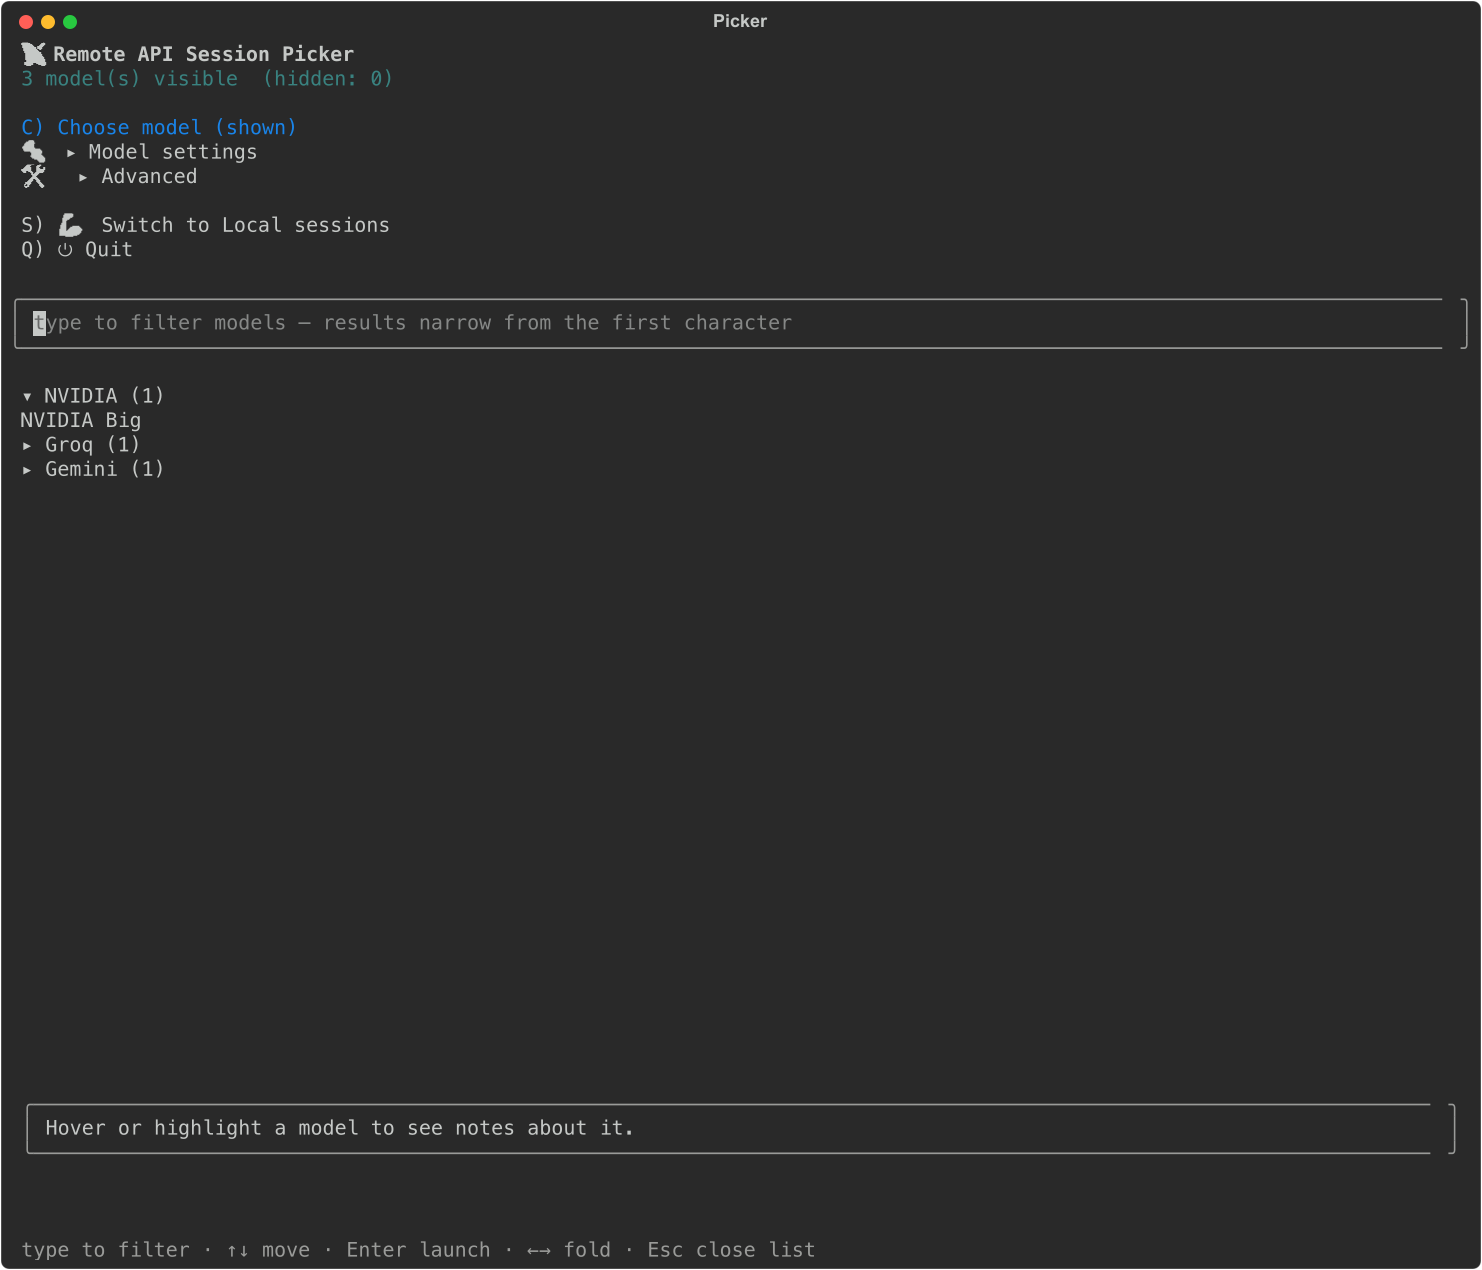 Picker
Remote API Session Picker
3 model(s) visible  (hidden: 0)
C) Choose model (shown)
▸ Model settings
▸ Advanced
S) 💪 Switch to Local sessions
Q) ⏻ Quit
type to filter models — results narrow from the first character
▾ NVIDIA (1)
NVIDIA Big
▸ Groq (1)
▸ Gemini (1)
Hover or highlight a model to see notes about it.
type to filter · ↑↓ move · Enter launch · ←→ fold · Esc close list